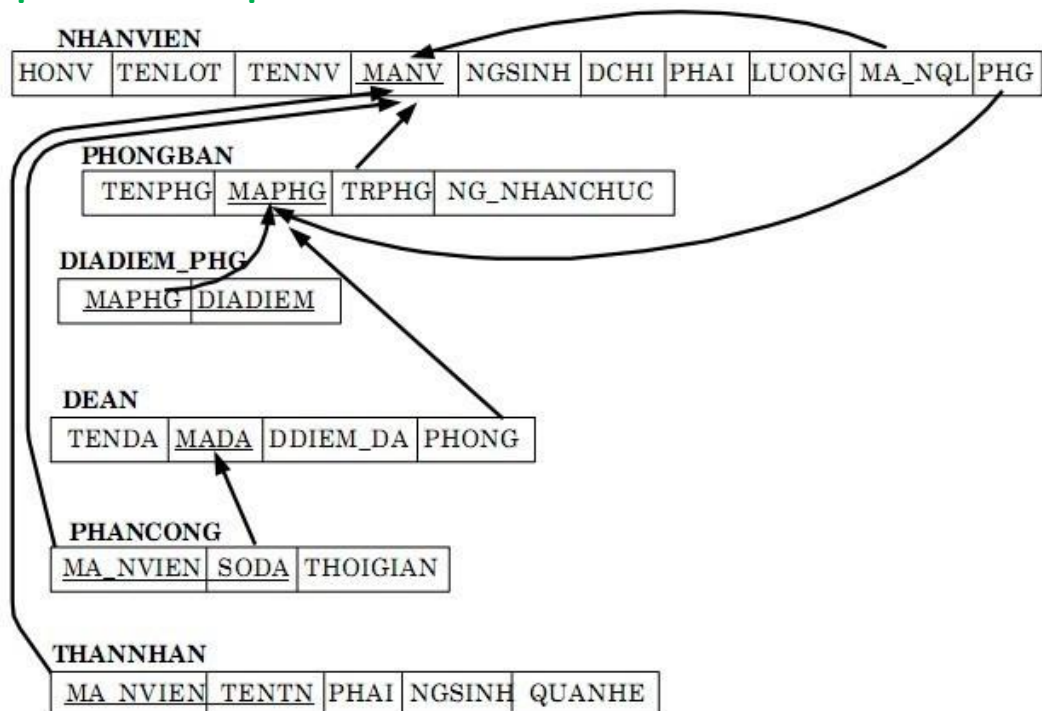 NHANVIEN
HONV TENLOT TENNV MANV NGSINH DCHI PHAI LUONG MA_NQL PHG
PHONGBAN
TENPHG MAPHG TRPHG NG_NHANCHUC
DIADIEM_PHG
MAPHG DIADIEM
DEAN
TENDA MADA DDIEM_DA PHONG
PHANCONG
MA_NVIEN SODA THOIGIAN
THANNHAN
MA_NVIEN TENTN PHAI NGSINH QUANHE